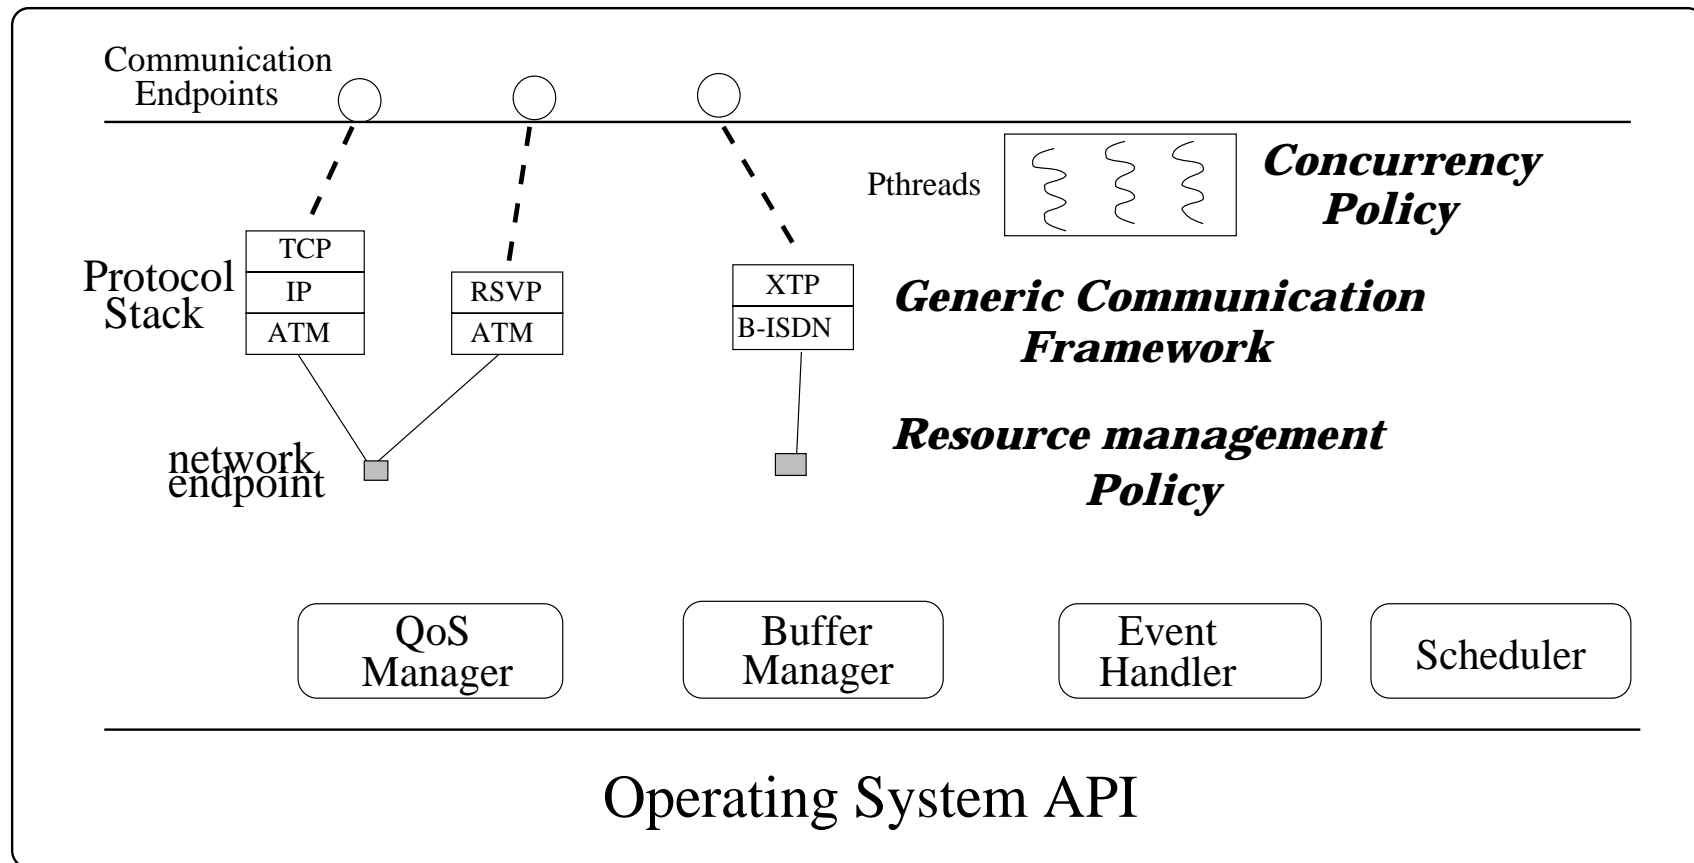 Communication
Endpoints
Pthreads
Concurrency
Policy
Protocol
Stack
TCP
IP
ATM
RSVP
ATM
XTP
B-ISDN
Generic Communication
Framework
network
endpoint
Resource management
Policy
QoS
Manager
Buffer
Manager
Event
Handler
Scheduler
Operating System API